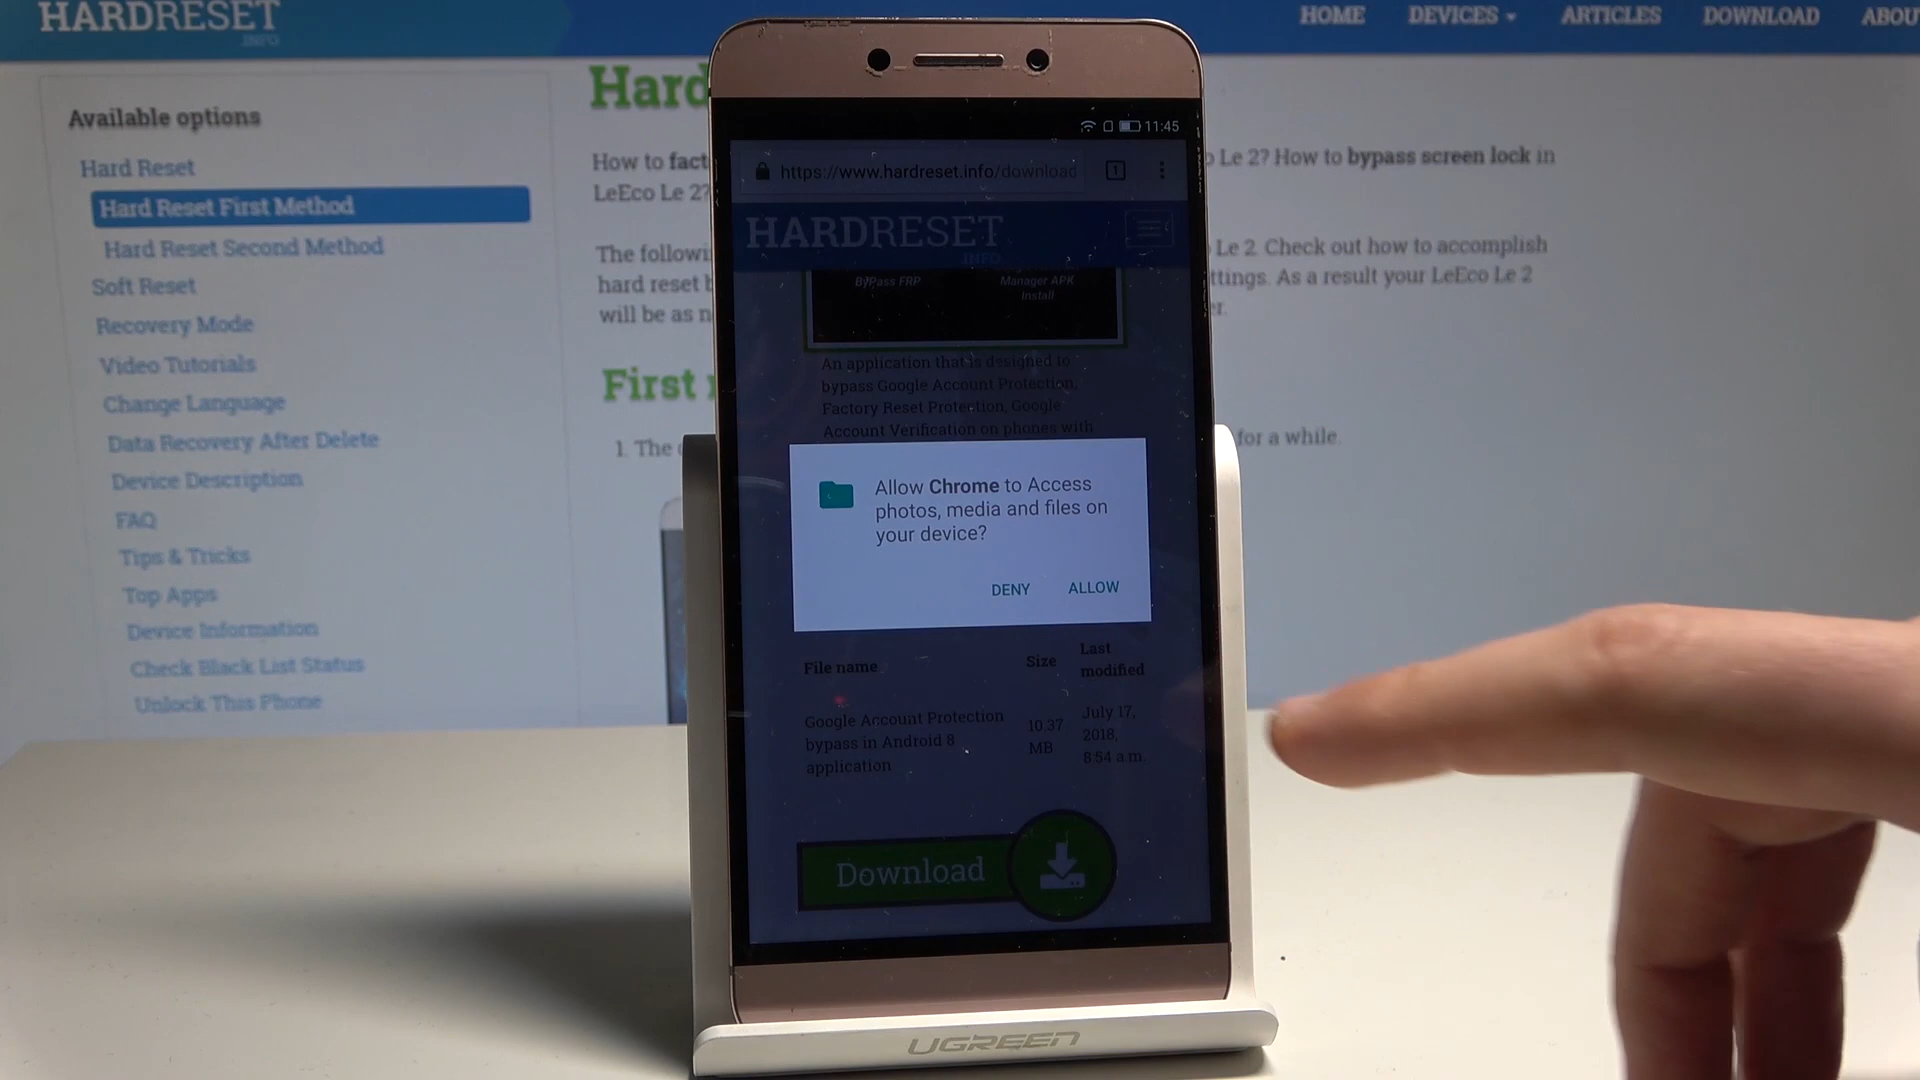 HARDRESET
.INFO
HOME
DEVICES
ARTICLES
DOWNLOAD
ABOU
Available options
Hard Reset
Hard Reset First Method
Hard Reset Second Method
Soft Reset
Recovery Mode
Video Tutorials
Change Language
Data Recovery After Delete
Device Description
FAQ
Tips & Tricks
Top Apps
Device Information
Check Black List Status
Unlock This Phone
Hard
How to fact
LeEco Le 2?
The followi
hard reset b
will be as n
First
1. The
Le 2? How to bypass screen lock in
Le 2. Check out how to accomplish
ttings. As a result your LeEco Le 2
r.
for a while.
11:45
https://www.hardreset.info/download
1
HARDRESET
.INFO
ByPass FRP
Manager APK
Install
An application that is designed to
bypass Google Account Protection,
Factory Reset Protection, Google
Account Verification on phones with
Allow Chrome to Access
photos, media and files on
your device?
DENY
ALLOW
File name
Size
Last
modified
Google Account Protection
bypass in Android 8
application
10.37
MB
July 17,
2018,
8:54 a.m.
Download
UGREEN